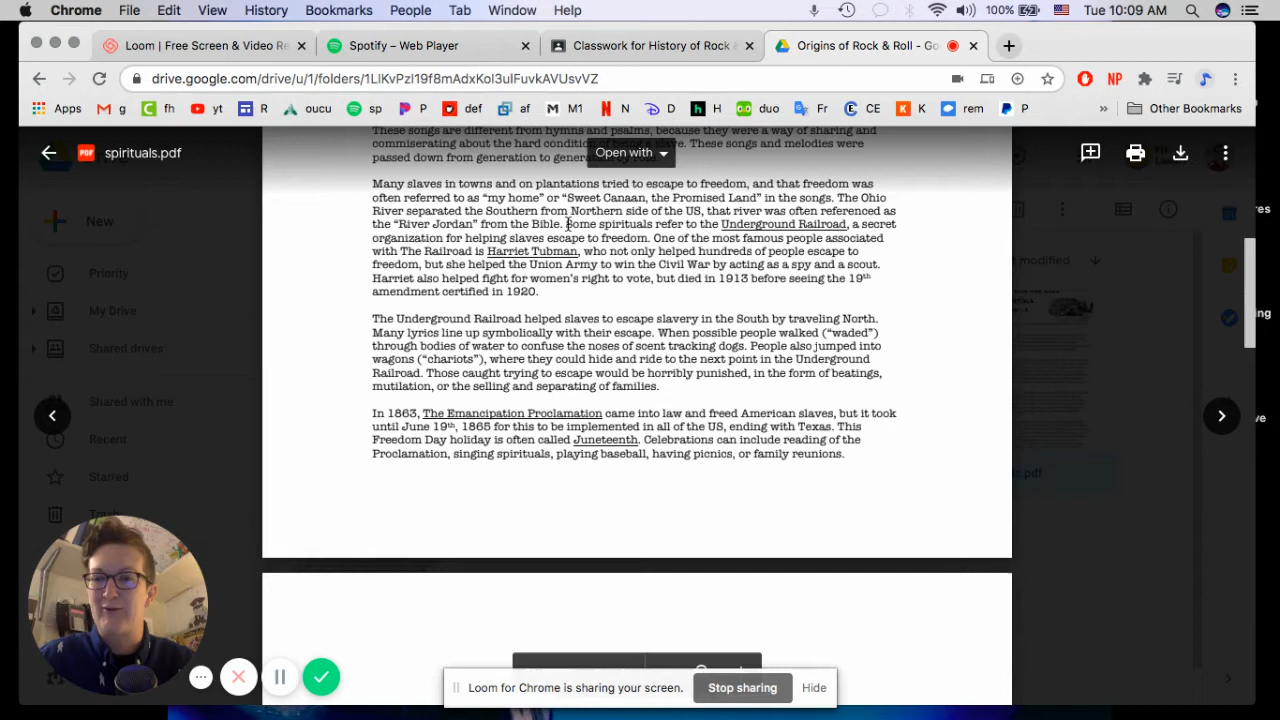 Chrome File Edit View History Bookmarks People Tab Window Help 100% Tue 10:09 AM
Loom | Free Screen & Video Re Spotify – Web Player Classwork for History of Rock & Origins of Rock & Roll - Go
drive.google.com/drive/u/1/folders/1LlKvPzl19f8mAdxKoI3ulFuvkAVUsvVZ
Apps g fh yt R oucu sp P def af M1 N D H duo Fr CE K rem P » Other Bookmarks
These songs are different from hymns and psalms, because they were a way of sharing and
commiserating about the hard condition of being a slave. These songs and melodies were
passed down from generation to generation by
spirituals.pdf
Open with
Many slaves in towns and on plantations tried to escape to freedom, and that freedom was
often referred to as “my home” or “Sweet Canaan, the Promised Land” in the songs. The Ohio
River separated the Southern from Northern side of the US, that river was often referenced as
the “River Jordan” from the Bible. Some spirituals refer to the Underground Railroad, a secret
organization for helping slaves escape to freedom. One of the most famous people associated
with The Railroad is Harriet Tubman, who not only helped hundreds of people escape to
freedom, but she helped the Union Army to win the Civil War by acting as a spy and a scout.
Harriet also helped fight for women’s right to vote, but died in 1913 before seeing the 19th
amendment certified in 1920.
The Underground Railroad helped slaves to escape slavery in the South by traveling North.
Many lyrics line up symbolically with their escape. When possible people walked (“waded”)
through bodies of water to confuse the noses of scent tracking dogs. People also jumped into
wagons (“chariots”), where they could hide and ride to the next point in the Underground
Railroad. Those caught trying to escape would be horribly punished, in the form of beatings,
mutilation, or the selling and separating of families.
In 1863, The Emancipation Proclamation came into law and freed American slaves, but it took
until June 19th, 1865 for this to be implemented in all of the US, ending with Texas. This
Freedom Day holiday is often called Juneteenth. Celebrations can include reading of the
Proclamation, singing spirituals, playing baseball, having picnics, or family reunions.
New
Priority
My Drive
Shared drives
Shared with me
Recent
Starred
Trash
modified
Loom for Chrome is sharing your screen. Stop sharing Hide